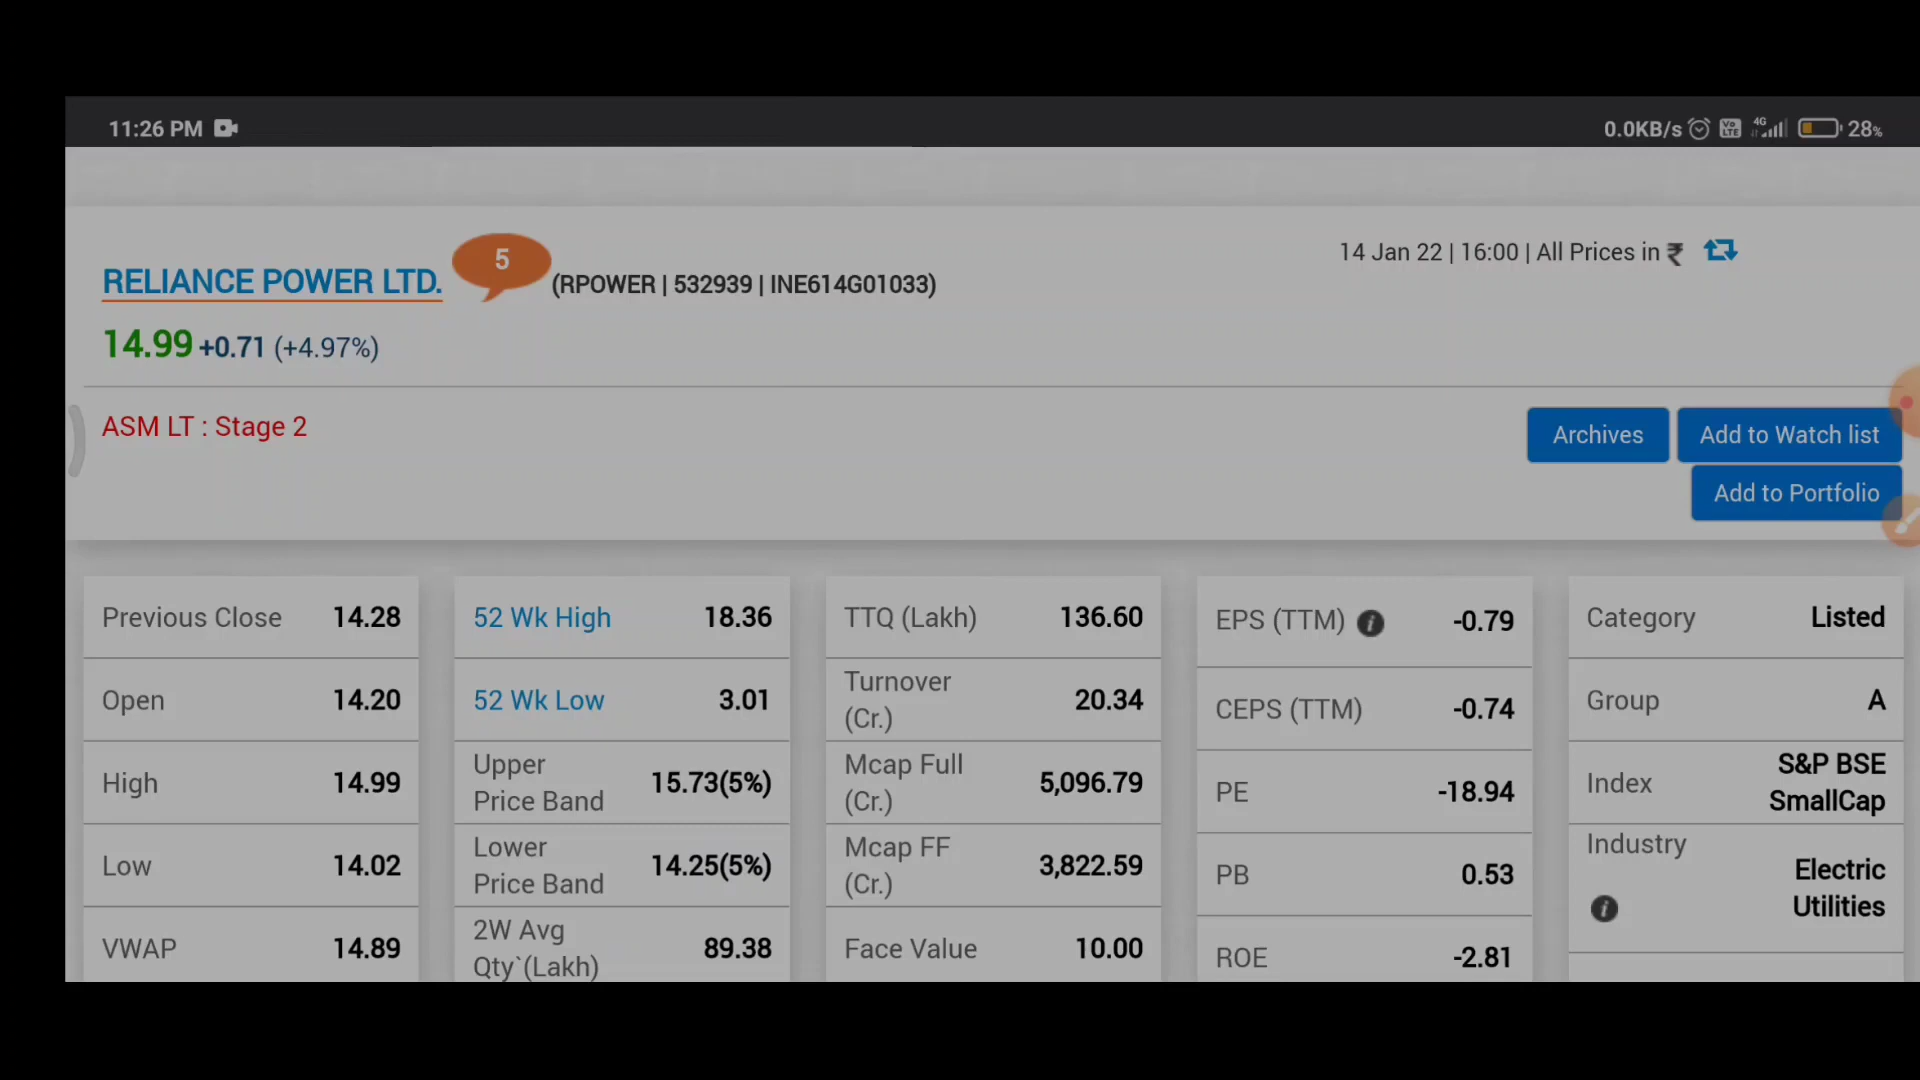 11:26 PM
0.0KB/s Vo LTE 4G 28%
RELIANCE POWER LTD. 5 (RPOWER | 532939 | INE614G01033)
14 Jan 22 | 16:00 | All Prices in ₹
14.99 +0.71 (+4.97%)
ASM LT : Stage 2
Archives
Add to Watch list
Add to Portfolio
Previous Close 14.28
Open 14.20
High 14.99
Low 14.02
VWAP 14.89
52 Wk High 18.36
52 Wk Low 3.01
Upper
Price Band 15.73(5%)
Lower
Price Band 14.25(5%)
2W Avg
Qty`(Lakh) 89.38
TTQ (Lakh) 136.60
Turnover
(Cr.) 20.34
Mcap Full
(Cr.) 5,096.79
Mcap FF
(Cr.) 3,822.59
Face Value 10.00
EPS (TTM) i -0.79
CEPS (TTM) -0.74
PE -18.94
PB 0.53
ROE -2.81
Category Listed
Group A
Index S&P BSE
SmallCap
Industry i Electric
Utilities